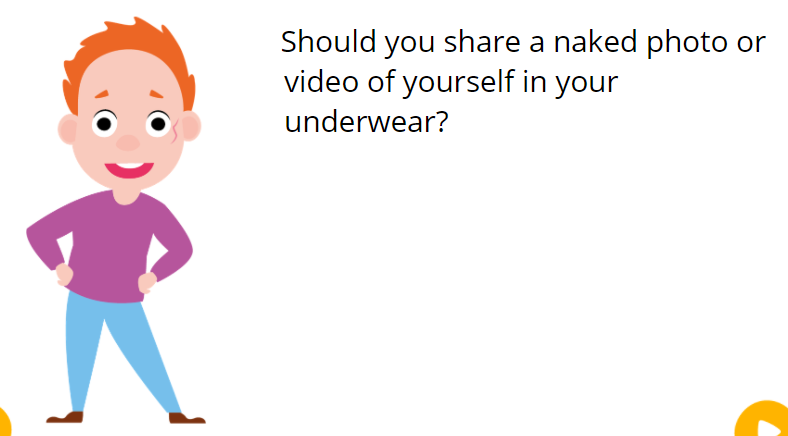 Should you share a naked photo or
video of yourself in your
underwear?